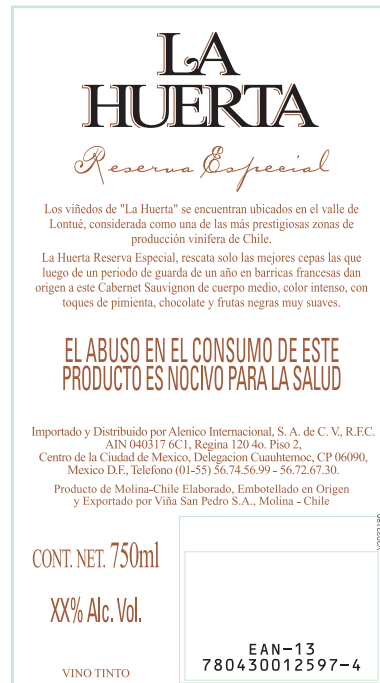 LA
HUERTA
Reserva Especial
Los viñedos de "La Huerta" se encuentran ubicados en el valle de
Lontué, considerada como una de las más prestigiosas zonas de
producción vinífera de Chile.
La Huerta Reserva Especial, rescata solo las mejores cepas las que
luego de un periodo de guarda de un año en barricas francesas dan
origen a este Cabernet Sauvignon de cuerpo medio, color intenso, con
toques de pimienta, chocolate y frutas negras muy suaves.
EL ABUSO EN EL CONSUMO DE ESTE
PRODUCTO ES NOCIVO PARA LA SALUD
Importado y Distribuido por Alenico Internacional, S. A. de C. V., R.F.C.
AIN 040317 6C1, Regina 120 4o. Piso 2,
Centro de la Ciudad de Mexico, Delegacion Cuauhtemoc, CP 06090,
Mexico D.F., Telefono (01-55) 56.74.56.99 - 56.72.67.30.
Producto de Molina-Chile Elaborado, Embotellado en Origen
y Exportado por Viña San Pedro S.A., Molina - Chile
CONT. NET. 750ml
XX% Alc. Vol.
VINO TINTO
EAN-13
780430012597-4